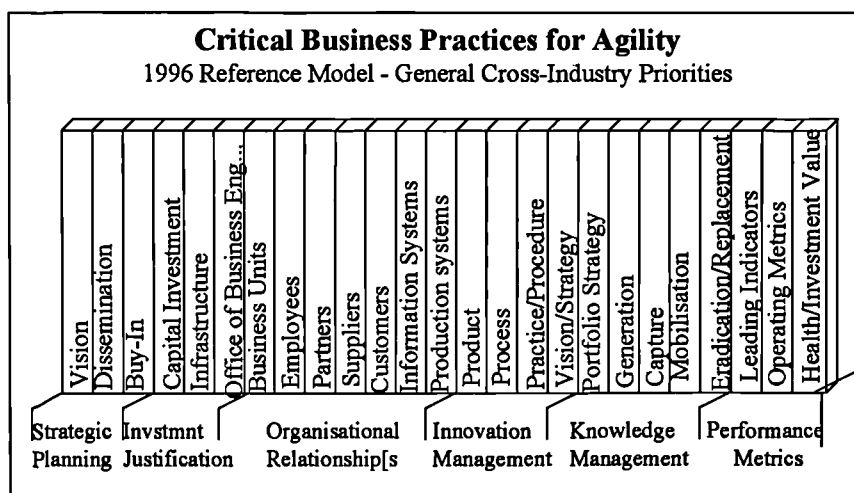 Critical Business Practices for Agility
1996 Reference Model - General Cross-Industry Priorities
Vision
Dissemination
Buy-In
Capital Investment
Infrastructure
Office of Business Eng...
Business Units
Employees
Partners
Suppliers
Customers
Information Systems
Production systems
Product
Process
Practice/Procedure
Vision/Strategy
Portfolio Strategy
Generation
Capture
Mobilisation
Eradication/Replacement
Leading Indicators
Operating Metrics
Health/Investment Value
Strategic Planning
Invstmnt Justification
Organisational Relationship[s
Innovation Management
Knowledge Management
Performance Metrics